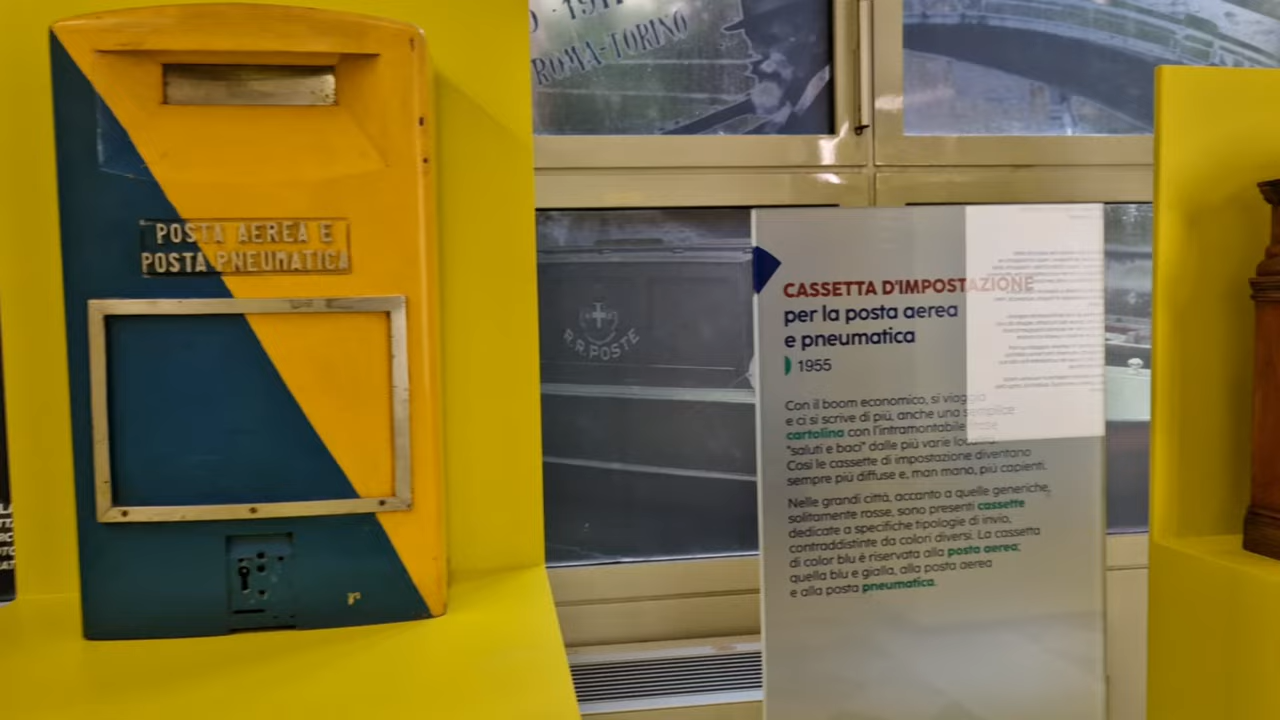 POSTA AEREA E
POSTA PNEUMATICA
ROMA-TORINO
R.R. POSTE
CASSETTA D'IMPOSTAZIONE
per la posta aerea
e pneumatica
1955
Con il boom economico, si viaggia
e ci si scrive di più, anche una semplice
cartolina con l'intramontabile frase
"saluti e baci" dalle più varie località.
Così le cassette di impostazione diventano
sempre più diffuse e, man mano, più capienti.
Nelle grandi città, accanto a quelle generiche,
solitamente rosse, sono presenti cassette
dedicate a specifiche tipologie di invio,
contraddistinte da colori diversi. La cassetta
di color blu è riservata alla posta aerea;
quella blu e gialla, alla posta aerea
e alla posta pneumatica.